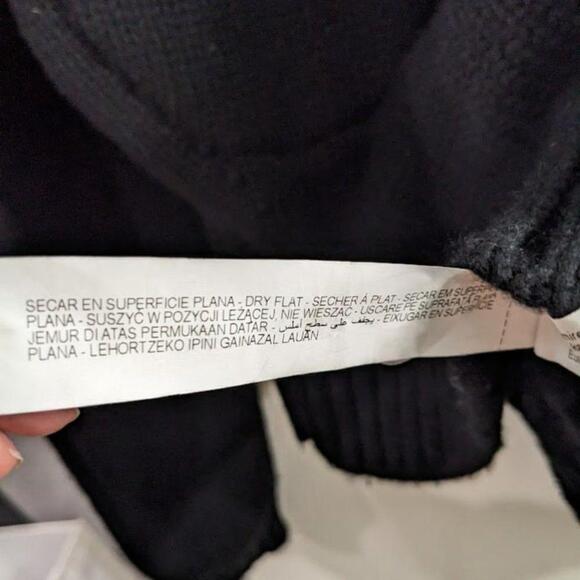 SECAR EN SUPERFICIE PLANA - DRY FLAT - SECHER À PLAT - SECAR EM SUPERFÍCIE
PLANA - SUSZYĆ W POZYCJI LEŻĄCEJ, NIE WIESZAĆ - USCARE PE SUPRAFAȚĂ PLANĂ
JEMUR DI ATAS PERMUKAAN DATAR - يجفف على سطح أملس - EIXUGAR EN SUPERFICIE
PLANA - LEHORTZEKO IPINI GAINAZAL LAUAN